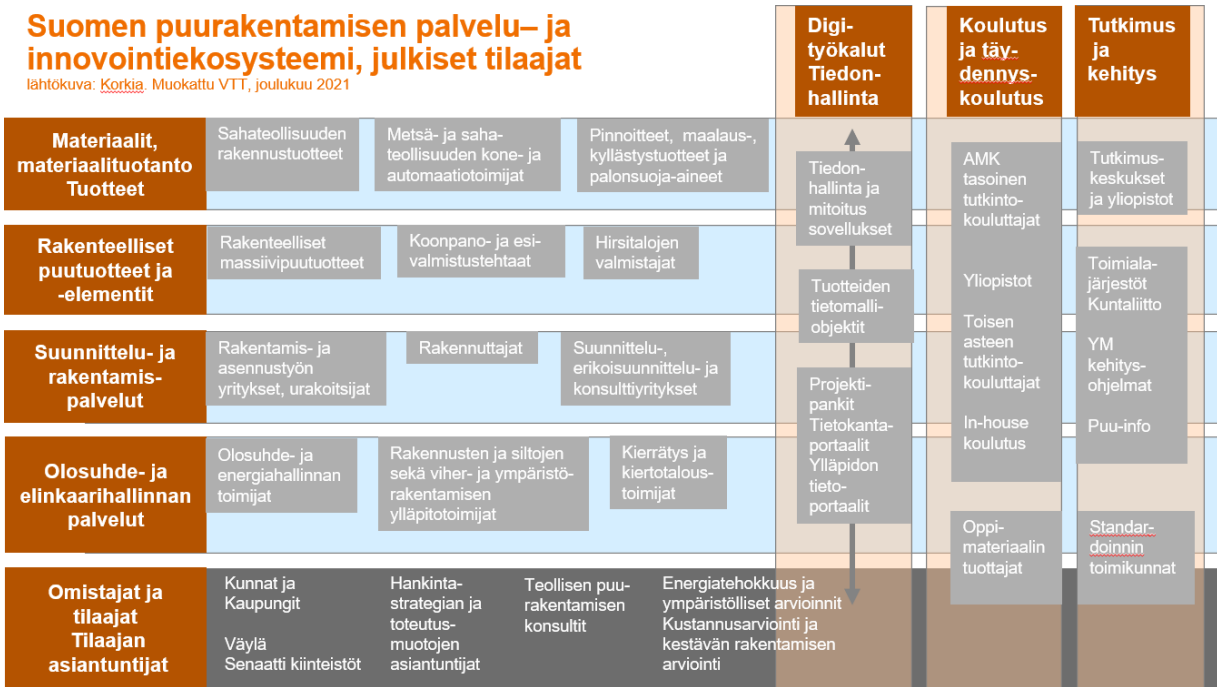 Suomen puurakentamisen palvelu– ja
innovointiekosysteemi, julkiset tilaajat
lähtökuva: Korkia. Muokattu VTT, joulukuu 2021
Digi-
työkalut
Tiedon-
hallinta
Koulutus
ja täy-
dennys-
koulutus
Tutkimus
ja
kehitys
Materiaalit,
materiaalituotanto
Tuotteet
Sahateollisuuden
rakennustuotteet
Metsä- ja saha-
teollisuuden kone- ja
automaatiotoimijat
Pinnoitteet, maalaus-,
kyllästystuotteet ja
palonsuoja-aineet
Rakenteelliset
puutuotteet ja
-elementit
Rakenteelliset
massiivipuutuotteet
Koonpano- ja esi-
valmistustehtaat
Hirsitalojen
valmistajat
Suunnittelu- ja
rakentamis-
palvelut
Rakentamis- ja
asennustyön
yritykset, urakoitsijat
Rakennuttajat
Suunnittelu-,
erikoisuunnittelu- ja
konsulttiyritykset
Olosuhde- ja
elinkaarihallinnan
palvelut
Olosuhde- ja
energiahallinnan
toimijat
Rakennusten ja siltojen
sekä viher- ja ympäristö-
rakentamisen
ylläpitotoimijat
Kierrätys ja
kiertotalous-
toimijat
Omistajat ja
tilaajat
Tilaajan
asiantuntijat
Kunnat ja
Kaupungit
Väylä
Senaatti kiinteistöt
Hankinta-
strategian ja
toteutus-
muotojen
asiantuntijat
Teollisen puu-
rakentamisen
konsultit
Energiatehokkuus ja
ympäristölliset arvioinnit
Kustannusarviointi ja
kestävän rakentamisen
arviointi
Tiedon-
hallinta ja
mitoitus
sovellukset
Tuotteiden
tietomalli-
objektit
Projekti-
pankit
Tietokanta-
portaalit
Ylläpidon
tieto-
portaalit
AMK
tasoinen
tutkinto-
kouluttajat
Yliopistot
Toisen
asteen
tutkinto-
kouluttajat
In-house
koulutus
Oppi-
materiaalin
tuottajat
Tutkimus-
keskukset
ja yliopistot
Toimiala-
järjestöt
Kuntaliitto
YM
kehitys-
ohjelmat
Puu-info
Standar-
doinnin
toimikunnat